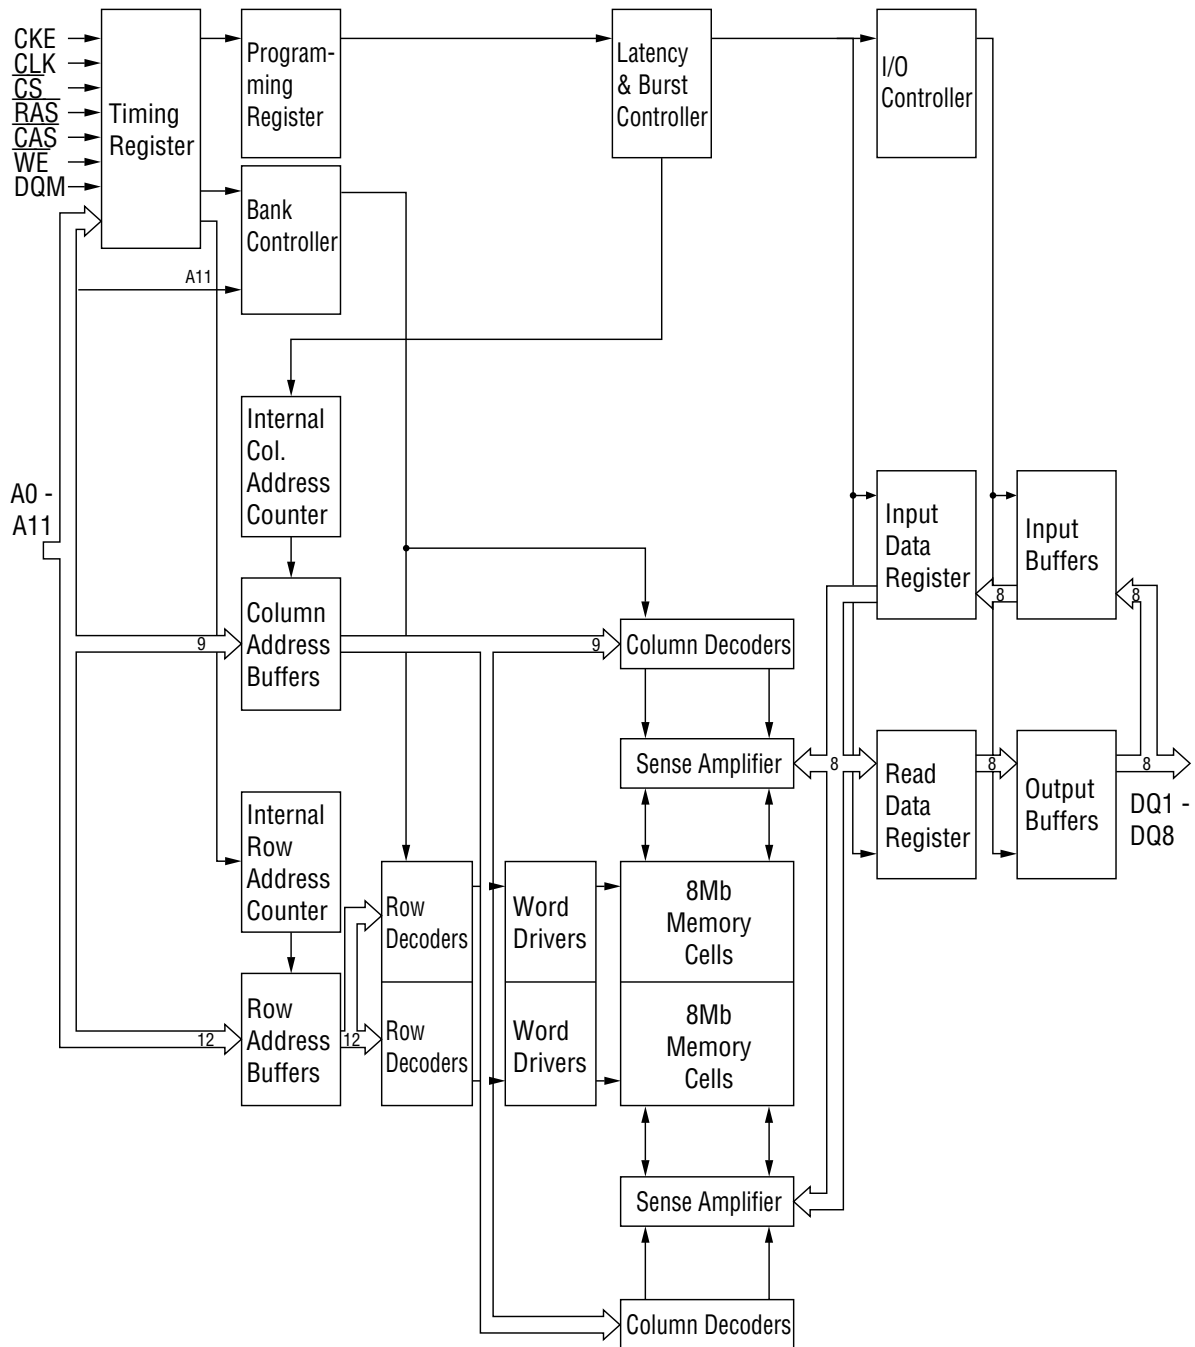 CKE
CLK
CS
RAS
CAS
WE
DQM
Timing
Register
Program-
ming
Register
Latency
& Burst
Controller
I/O
Controller
Bank
Controller
A11
Internal
Col.
Address
Counter
A0 -
A11
Input
Data
Register
Input
Buffers
8
8
Column
Address
Buffers
9
9
Column Decoders
Sense Amplifier
8
Read
Data
Register
8
Output
Buffers
8
DQ1 -
DQ8
Internal
Row
Address
Counter
Row
Decoders
Word
Drivers
8Mb
Memory
Cells
Row
Address
Buffers
12
12
Row
Decoders
Word
Drivers
8Mb
Memory
Cells
Sense Amplifier
Column Decoders